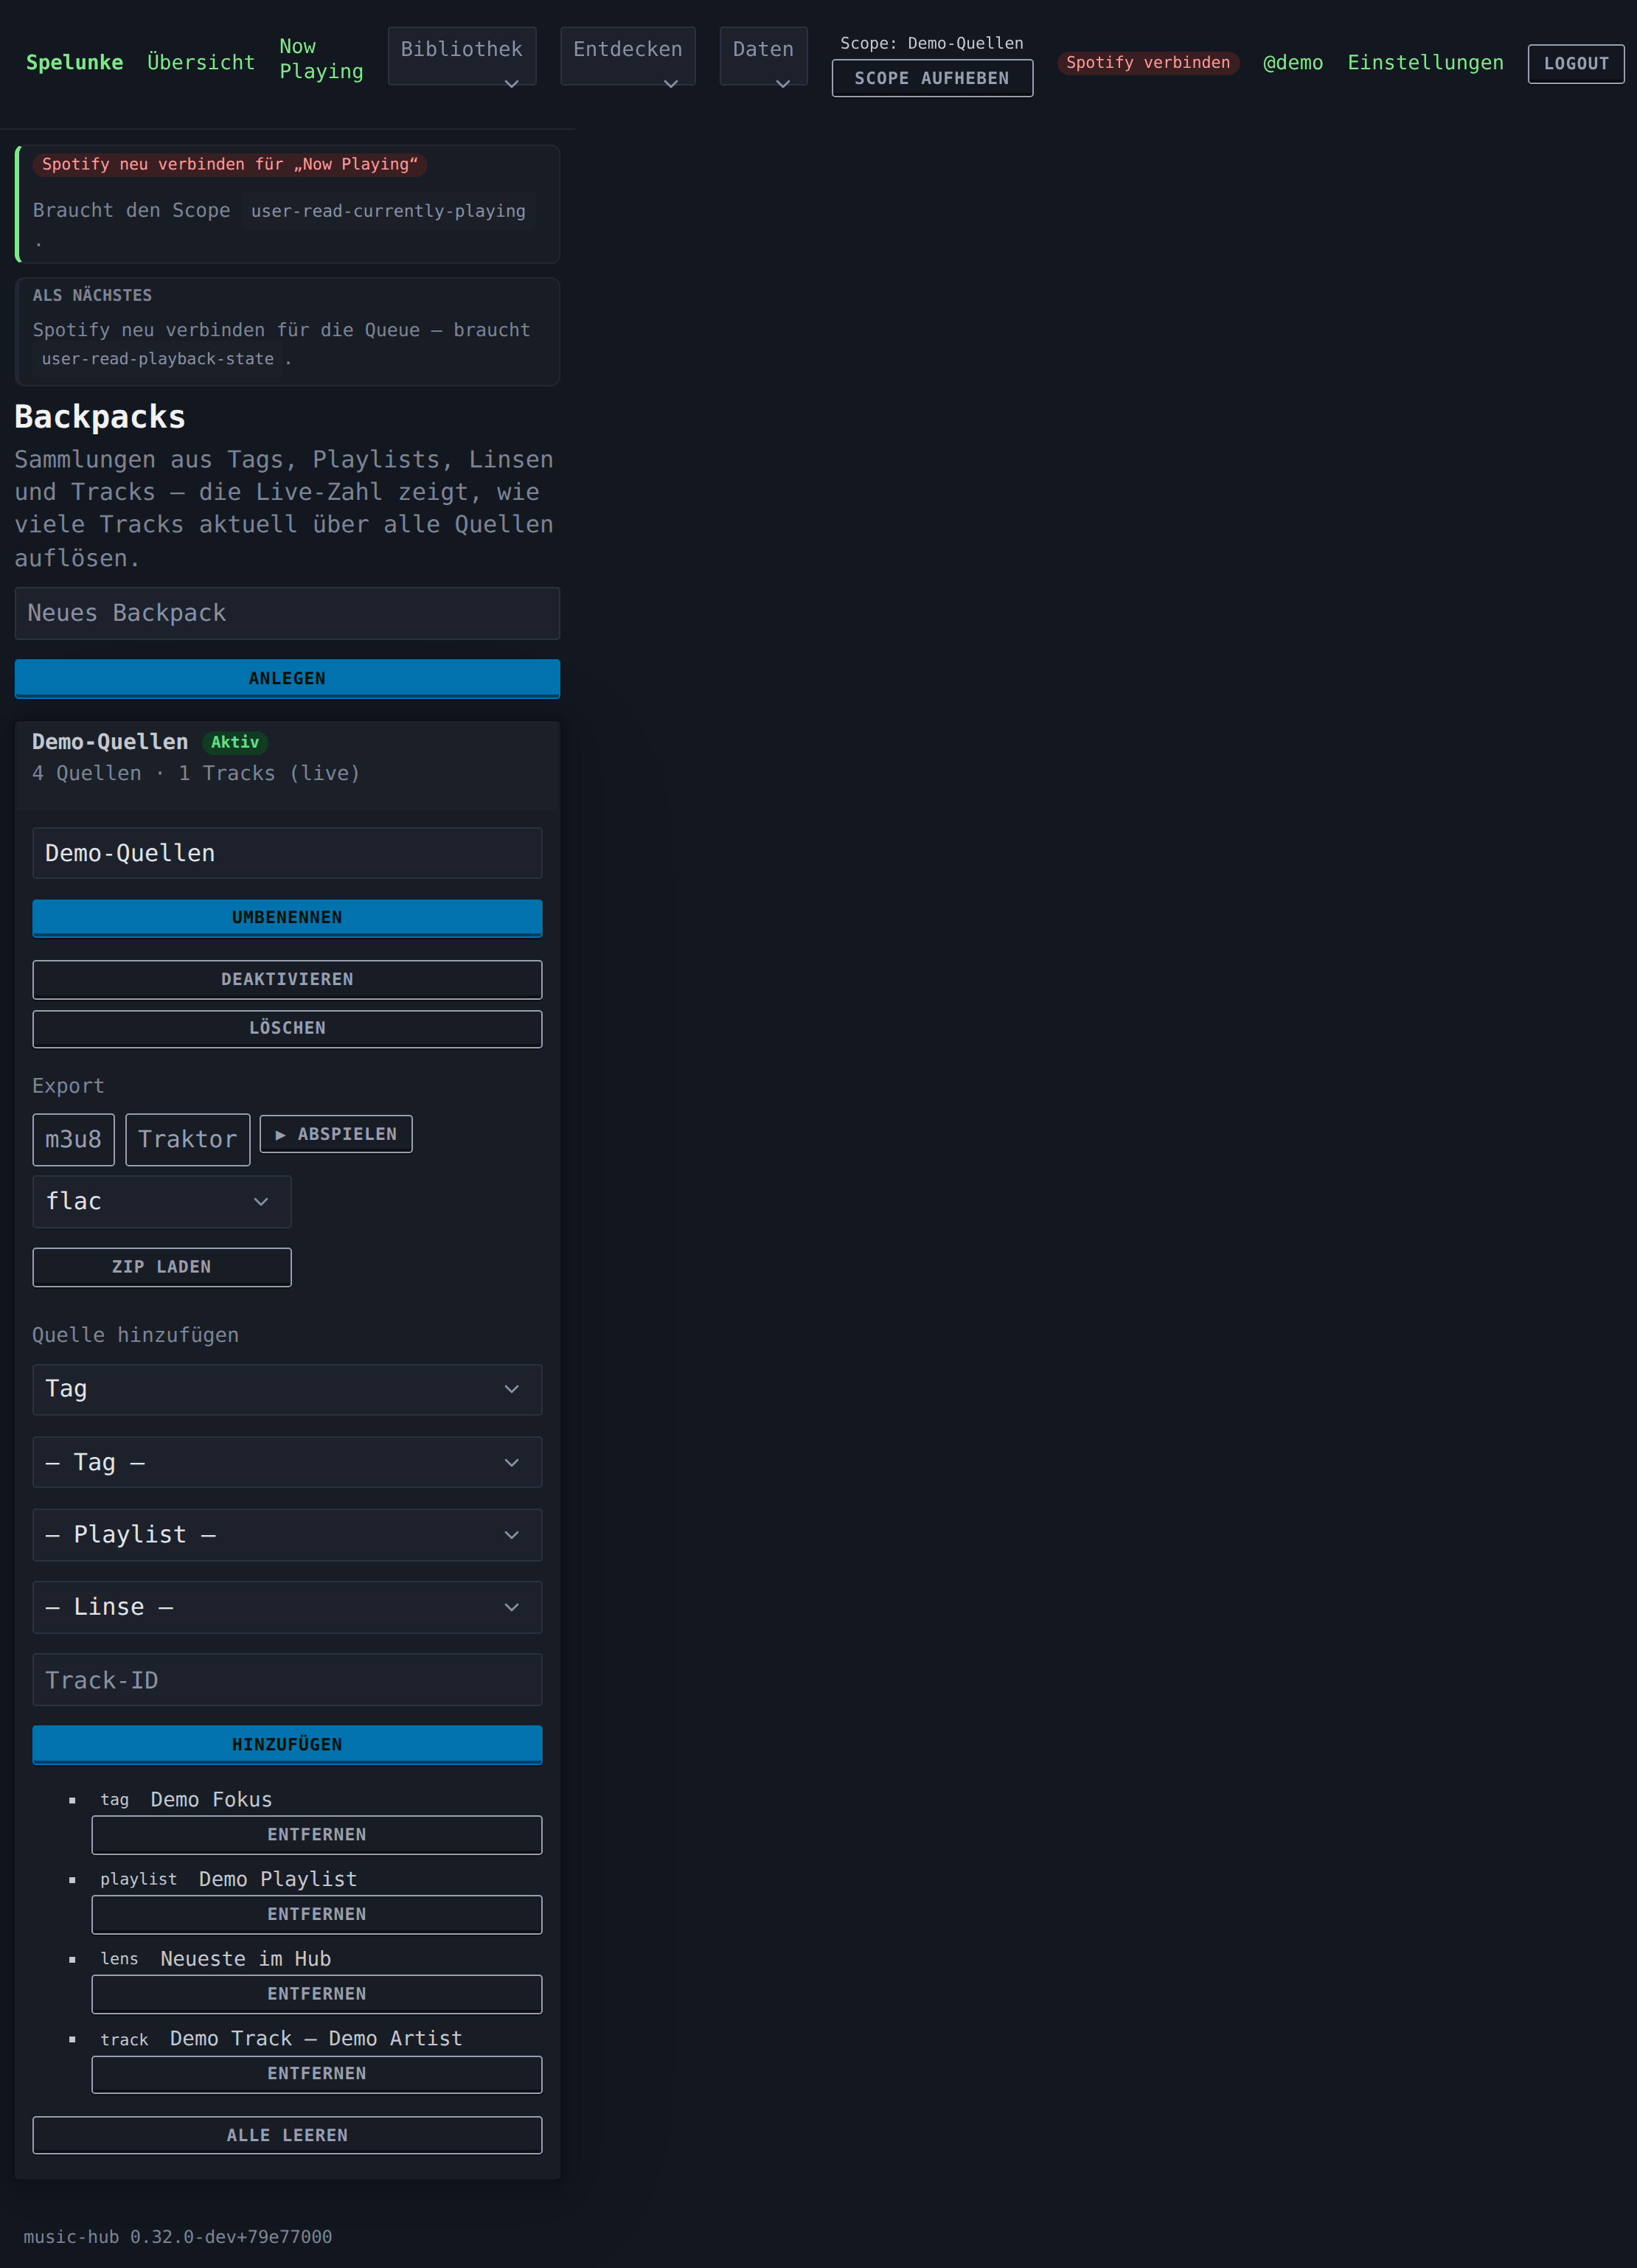 Spelunke Übersicht Now Playing Bibliothek Entdecken Daten Scope: Demo-Quellen SCOPE AUFHEBEN Spotify verbinden @demo Einstellungen LOGOUT
Spotify neu verbinden für „Now Playing“
Braucht den Scope user-read-currently-playing
.
ALS NÄCHSTES
Spotify neu verbinden für die Queue — braucht
user-read-playback-state .
Backpacks
Sammlungen aus Tags, Playlists, Linsen
und Tracks — die Live-Zahl zeigt, wie
viele Tracks aktuell über alle Quellen
auflösen.
Neues Backpack
ANLEGEN
Demo-Quellen Aktiv
4 Quellen · 1 Tracks (live)
Demo-Quellen
UMBENENNEN
DEAKTIVIEREN
LÖSCHEN
Export
m3u8 Traktor ▶ ABSPIELEN
flac
ZIP LADEN
Quelle hinzufügen
Tag
— Tag —
— Playlist —
— Linse —
Track-ID
HINZUFÜGEN
tag Demo Fokus
ENTFERNEN
playlist Demo Playlist
ENTFERNEN
lens Neueste im Hub
ENTFERNEN
track Demo Track — Demo Artist
ENTFERNEN
ALLE LEEREN
music-hub 0.32.0-dev+79e77000